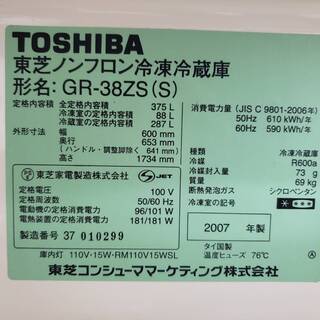 TOSHIBA
東芝ノンフロン冷凍冷蔵庫
形名: GR-38ZS(S)
定格内容積 全定格内容積 375 L
冷凍室内容積 88 L
冷蔵室内容積 287 L
外形寸法 幅 600 mm
奥行 653 mm
(ハンドル・調整脚除く 641 mm)
高さ 1734 mm
消費電力量 (JIS C 9801-2006年)
50Hz 610 kWh/年
60Hz 590 kWh/年
種類 冷凍冷蔵庫
冷媒 R600a
冷媒封入量 73 g
質量 69 kg
断熱発泡ガス シクロペンタン
冷凍室の記号
東芝家電製造株式会社 S JET
定格電圧 100 V
定格周波数 50/60 Hz
電動機の定格消費電力 96/101 W
電熱装置の定格消費電力 181/181 W
製造番号 37 010299
2007 年製
タイ国製
庫内灯 110V・15W・RM110V15WSL
温度ヒューズ 76℃
東芝コンシューママーケティング株式会社